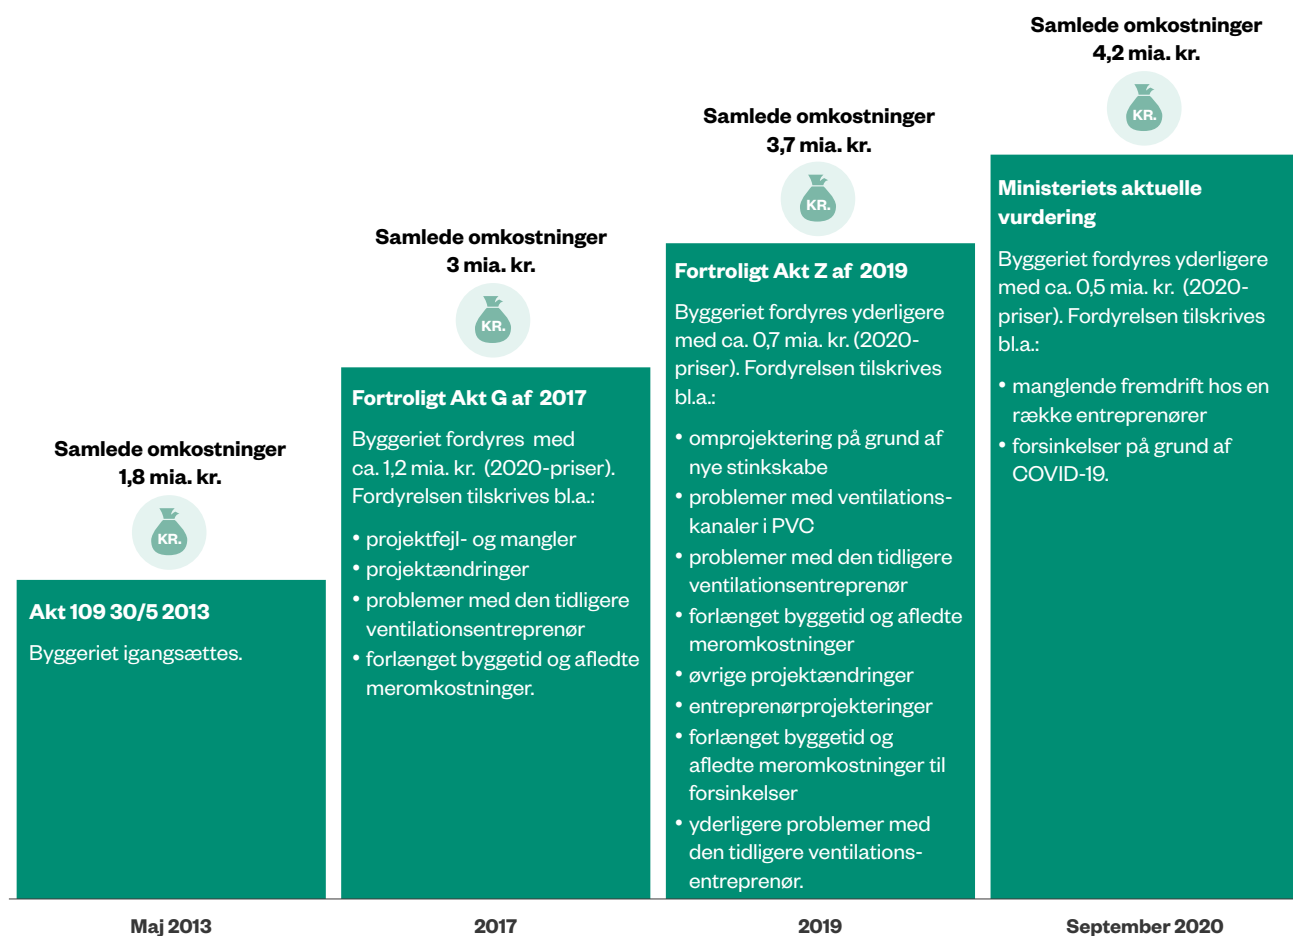 Samlede omkostninger
1,8 mia. kr.
KR.
Akt 109 30/5 2013
Byggeriet igangsættes.
Maj 2013
Samlede omkostninger
3 mia. kr.
KR.
Fortroligt Akt G af 2017
Byggeriet fordyres med
ca. 1,2 mia. kr. (2020-priser).
Fordyrelsen tilskrives bl.a.:
• projektfejl- og mangler
• projektændringer
• problemer med den tidligere
ventilationsentreprenør
• forlænget byggetid og afledte
meromkostninger.
2017
Samlede omkostninger
3,7 mia. kr.
KR.
Fortroligt Akt Z af 2019
Byggeriet fordyres yderligere
med ca. 0,7 mia. kr. (2020-
priser). Fordyrelsen tilskrives
bl.a.:
• omprojektering på grund af
nye stinkskabe
• problemer med ventilations-
kanaler i PVC
• problemer med den tidligere
ventilationsentreprenør
• forlænget byggetid og afledte
meromkostninger
• øvrige projektændringer
• entreprenørprojekteringer
• forlænget byggetid og
afledte meromkostninger til
forsinkelser
• yderligere problemer med
den tidligere ventilations-
entreprenør.
2019
Samlede omkostninger
4,2 mia. kr.
KR.
Ministeriets aktuelle
vurdering
Byggeriet fordyres yderligere
med ca. 0,5 mia. kr. (2020-
priser). Fordyrelsen tilskrives
bl.a.:
• manglende fremdrift hos en
række entreprenører
• forsinkelser på grund af
COVID-19.
September 2020